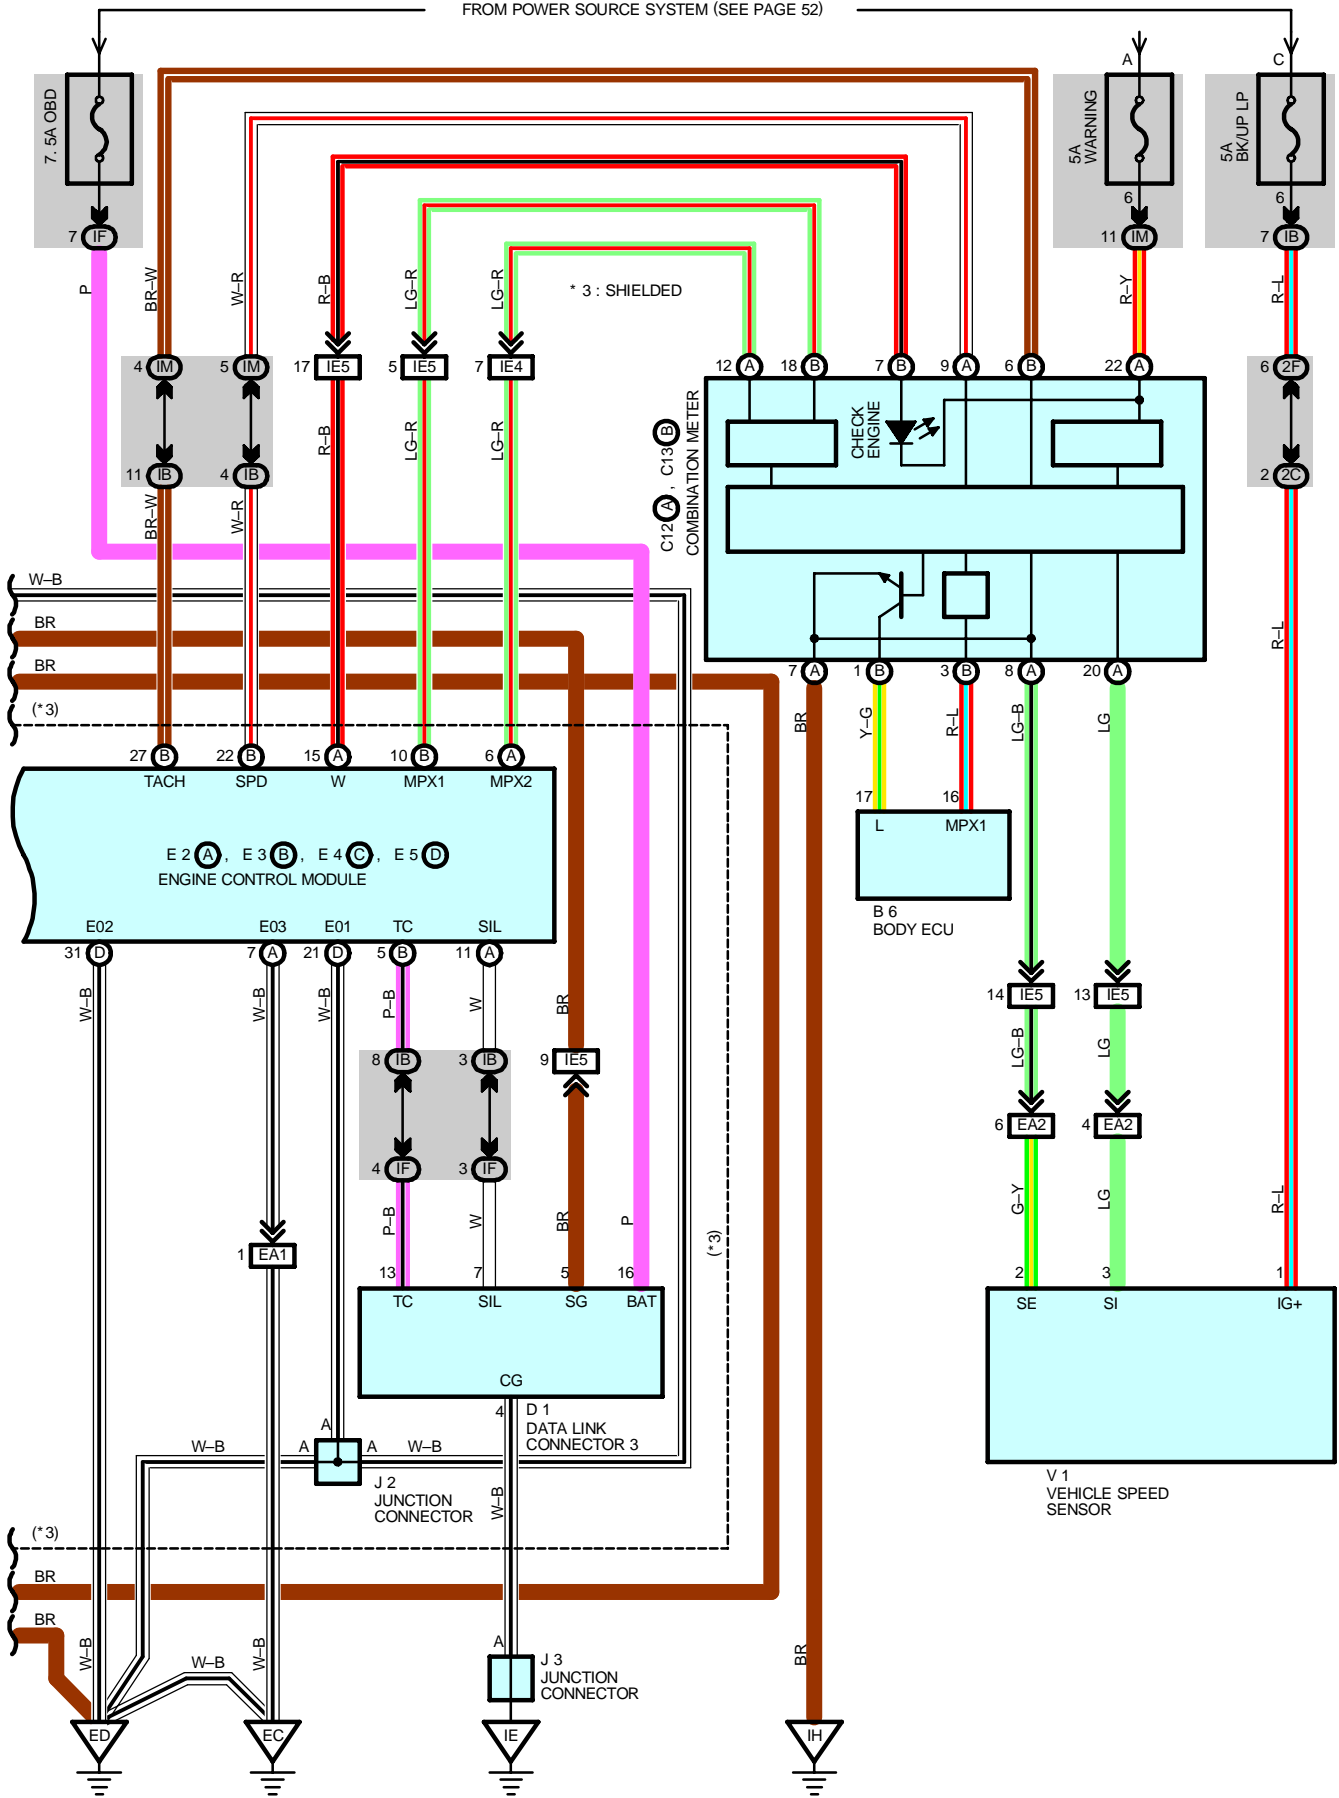 FROM POWER SOURCE SYSTEM (SEE PAGE 52)
A
C
7. 5A OBD
5A
WARNING
5A
BK/UP LP
6
6
7 IF
11 IM
7 IB
P
BR–W
W–R
R–B
LG–R
LG–R
* 3 : SHIELDED
R–Y
R–L
4 IM
5 IM
17 IE5
5 IE5
7 IE4
12 A
18 B
7 B
9 A
6 B
22 A
6 2F
C12 A , C13 B
COMBINATION METER
CHECK
ENGINE
R–B
LG–R
LG–R
11 IB
4 IB
2 2C
BR–W
W–R
W–B
BR
BR
(*3)
R–L
7 A
1 B
3 B
8 A
20 A
BR
Y–G
R–L
LG–B
LG
27 B
22 B
15 A
10 B
6 A
TACH
SPD
W
MPX1
MPX2
17
16
L
MPX1
E 2 A , E 3 B , E 4 C , E 5 D
ENGINE CONTROL MODULE
B 6
BODY ECU
E02
E03
E01
TC
SIL
31 D
7 A
21 D
5 B
11 A
W–B
W–B
W–B
P–B
W
BR
14 IE5
13 IE5
8 IB
3 IB
9 IE5
LG–B
LG
6 EA2
4 EA2
4 IF
3 IF
P–B
W
BR
P
(*3)
G–Y
LG
R–L
1 EA1
13
7
5
16
2
3
1
TC
SIL
SG
BAT
SE
SI
IG+
CG
4
D 1
DATA LINK
CONNECTOR 3
A
W–B
A
A
W–B
J 2
JUNCTION
CONNECTOR
W–B
V 1
VEHICLE SPEED
SENSOR
(*3)
BR
BR
W–B
W–B
W–B
A
J 3
JUNCTION
CONNECTOR
BR
ED
EC
IE
IH